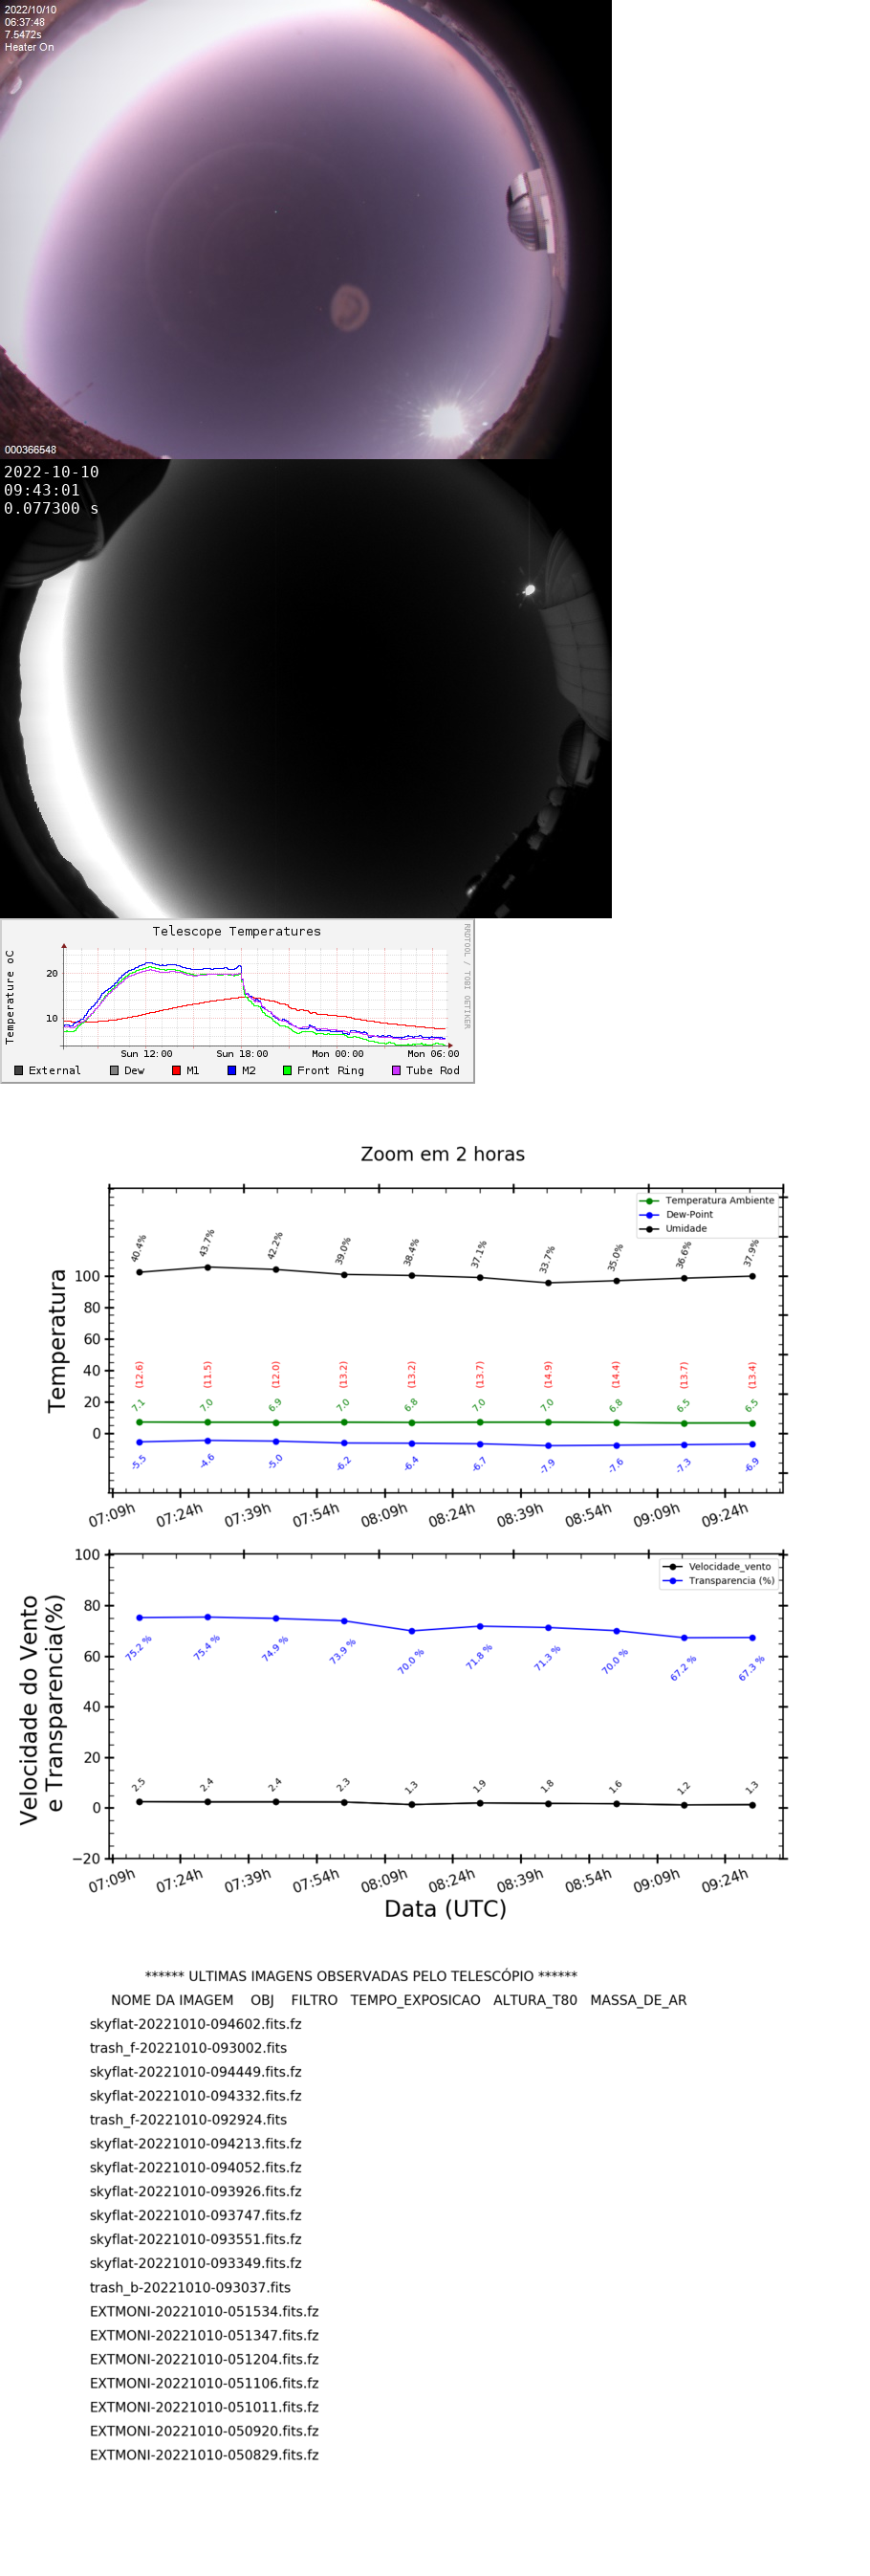 2022/10/10
06:37:48
7.5472s
Heater On
000366548
2022-10-10
09:43:01
0.077300 s
Telescope Temperatures
RRDTOOL / TOBI OETIKER
Temperature oC
20
10
Sun 12:00 Sun 18:00 Mon 00:00 Mon 06:00
External Dew M1 M2 Front Ring Tube Rod
Zoom em 2 horas
Temperatura Ambiente
Dew-Point
Umidade
Temperatura
40.4% 43.7% 42.2% 39.0% 38.4% 37.1% 33.7% 35.0% 36.6% 37.9%
100
80
60
40
20
0
(12.6) (11.5) (12.0) (13.2) (13.2) (13.7) (14.9) (14.4) (13.7) (13.4)
7.1 7.0 6.9 7.0 6.8 7.0 7.0 6.8 6.5 6.5
-5.5 -4.6 -5.0 -6.2 -6.4 -6.7 -7.9 -7.6 -7.3 -6.9
07:09h 07:24h 07:39h 07:54h 08:09h 08:24h 08:39h 08:54h 09:09h 09:24h
Velocidade_vento
Transparencia (%)
Velocidade do Vento
e Transparencia(%)
100
80
60
40
20
0
−20
75.2 % 75.4 % 74.9 % 73.9 % 70.0 % 71.8 % 71.3 % 70.0 % 67.2 % 67.3 %
2.5 2.4 2.4 2.3 1.3 1.9 1.8 1.6 1.2 1.3
07:09h 07:24h 07:39h 07:54h 08:09h 08:24h 08:39h 08:54h 09:09h 09:24h
Data (UTC)
****** ULTIMAS IMAGENS OBSERVADAS PELO TELESCÓPIO ******
NOME DA IMAGEM OBJ FILTRO TEMPO_EXPOSICAO ALTURA_T80 MASSA_DE_AR
skyflat-20221010-094602.fits.fz
trash_f-20221010-093002.fits
skyflat-20221010-094449.fits.fz
skyflat-20221010-094332.fits.fz
trash_f-20221010-092924.fits
skyflat-20221010-094213.fits.fz
skyflat-20221010-094052.fits.fz
skyflat-20221010-093926.fits.fz
skyflat-20221010-093747.fits.fz
skyflat-20221010-093551.fits.fz
skyflat-20221010-093349.fits.fz
trash_b-20221010-093037.fits
EXTMONI-20221010-051534.fits.fz
EXTMONI-20221010-051347.fits.fz
EXTMONI-20221010-051204.fits.fz
EXTMONI-20221010-051106.fits.fz
EXTMONI-20221010-051011.fits.fz
EXTMONI-20221010-050920.fits.fz
EXTMONI-20221010-050829.fits.fz